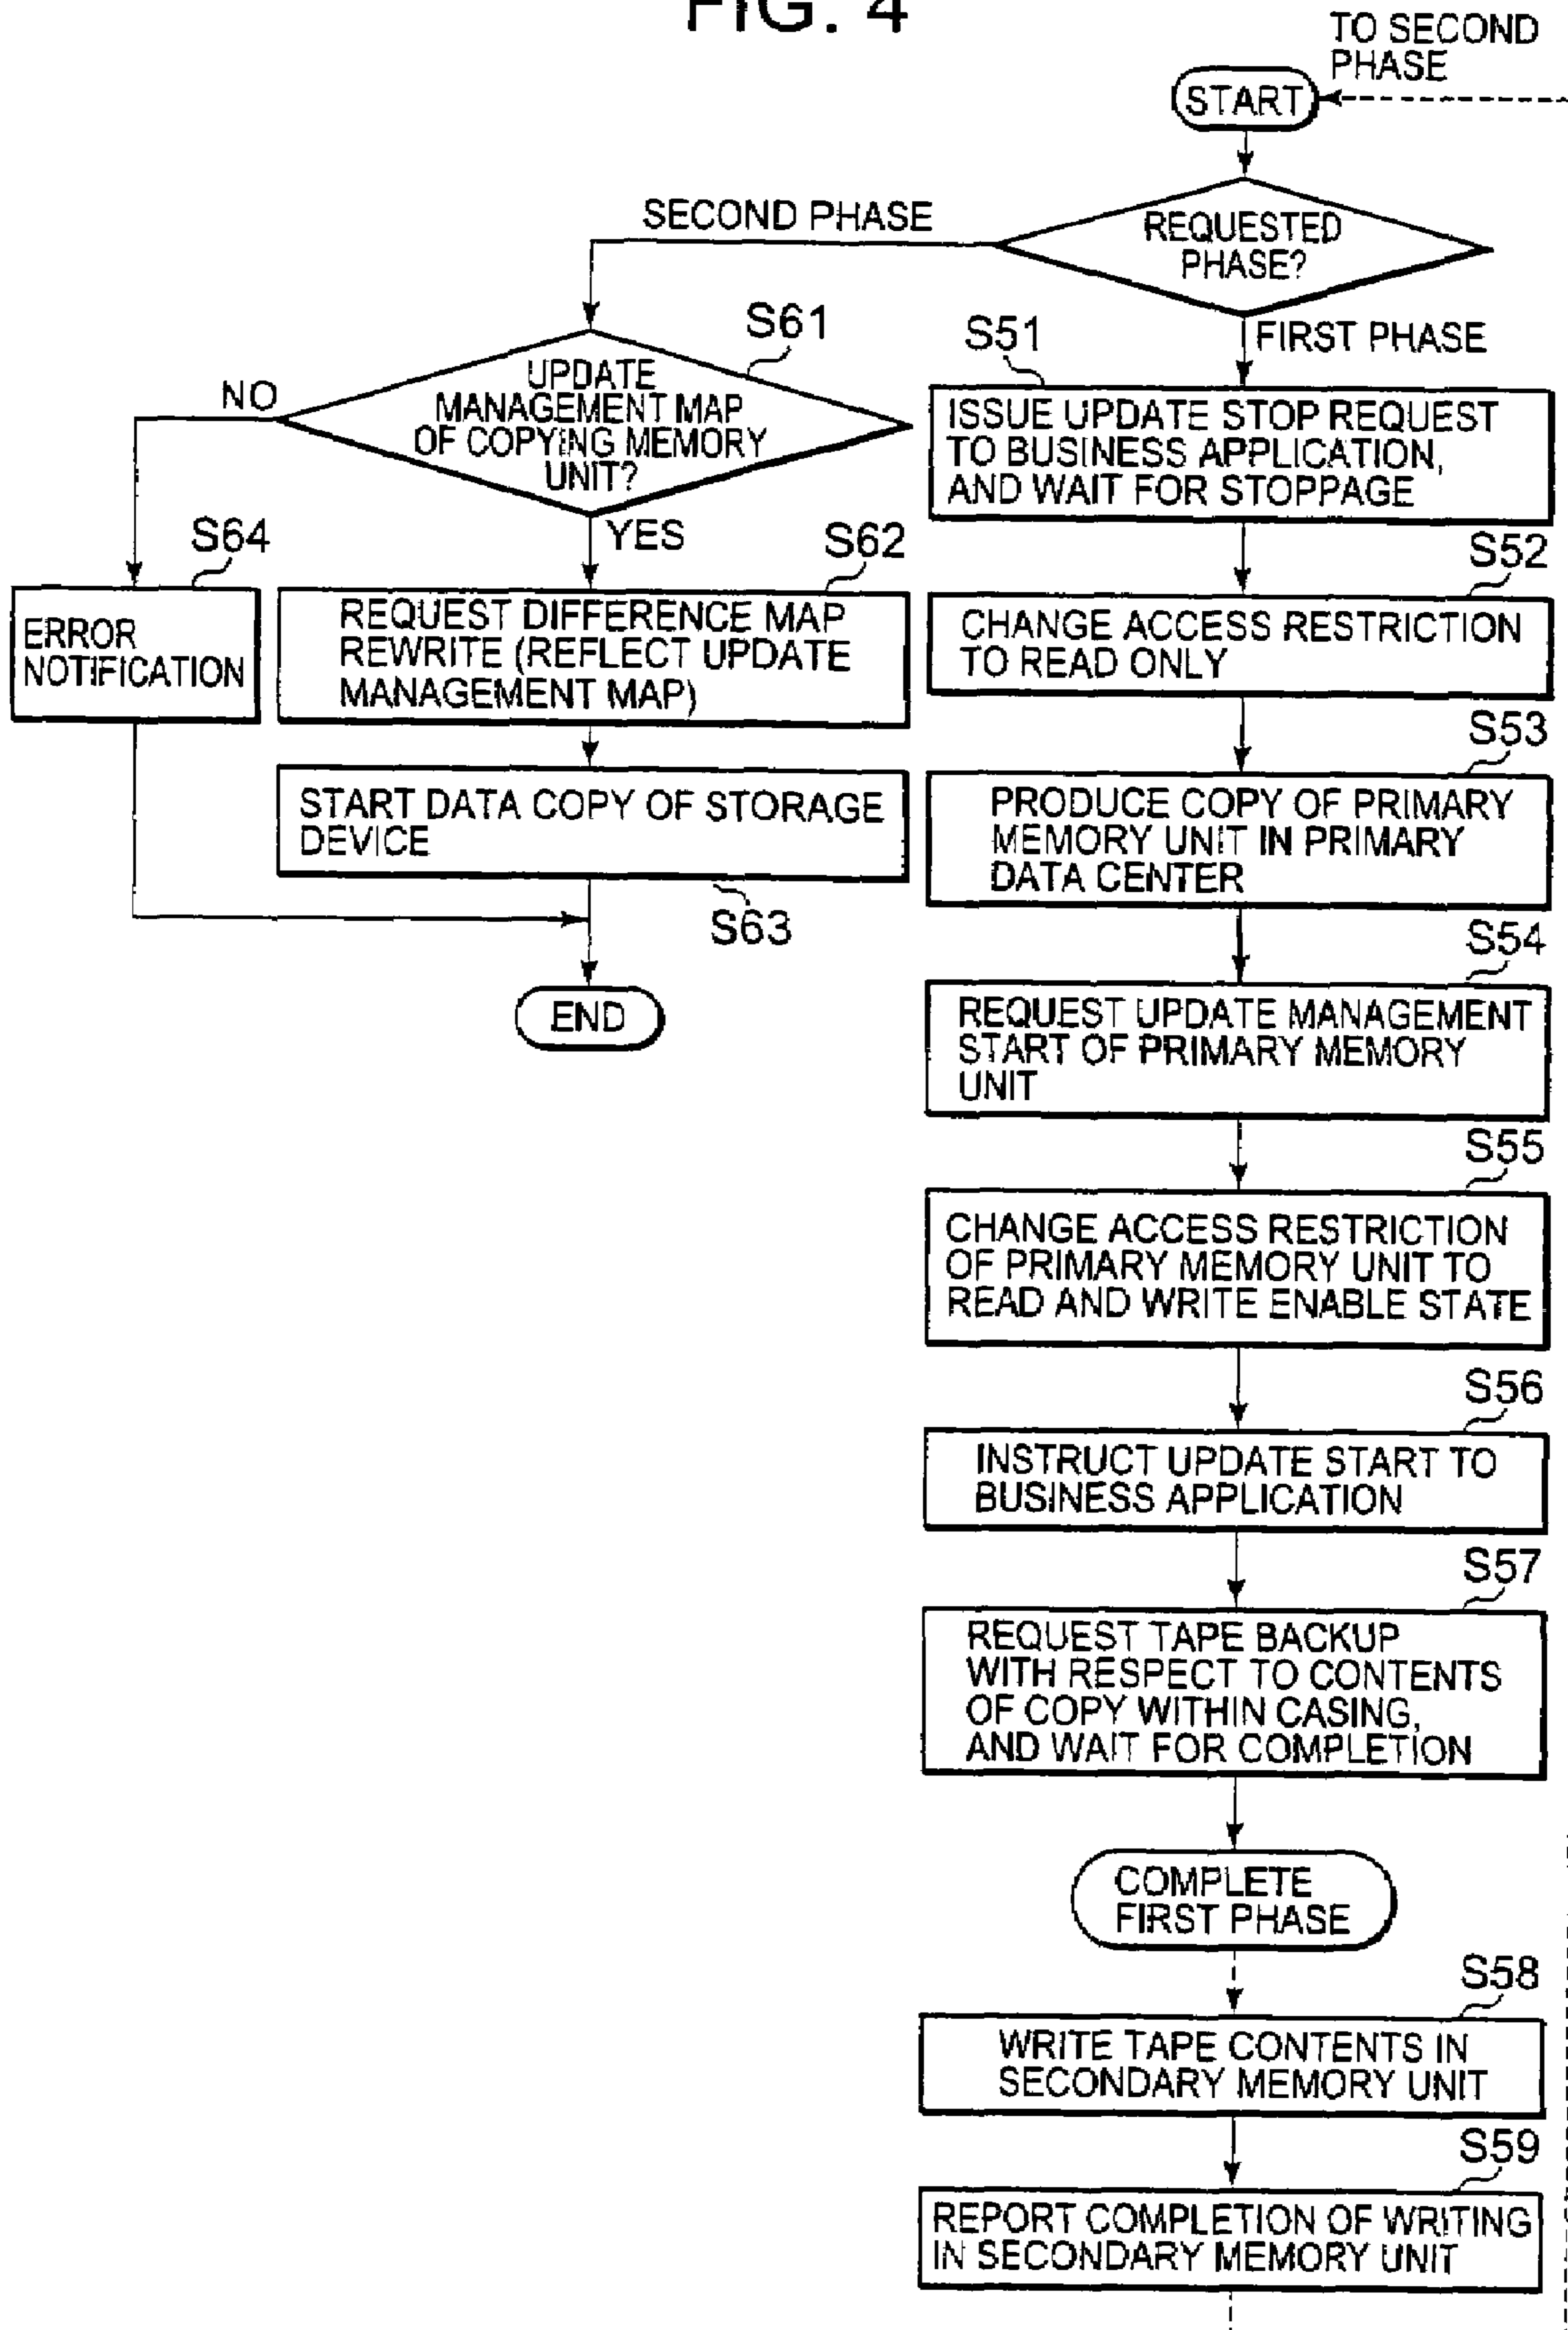 FIG. 4
TO SECOND
PHASE
START
REQUESTED
PHASE?
SECOND PHASE
FIRST PHASE
S61
UPDATE
MANAGEMENT MAP
OF COPYING MEMORY
UNIT?
NO
YES
S64
ERROR
NOTIFICATION
S62
REQUEST DIFFERENCE MAP
REWRITE (REFLECT UPDATE
MANAGEMENT MAP)
START DATA COPY OF STORAGE
DEVICE
S63
END
S51
ISSUE UPDATE STOP REQUEST
TO BUSINESS APPLICATION,
AND WAIT FOR STOPPAGE
S52
CHANGE ACCESS RESTRICTION
TO READ ONLY
S53
PRODUCE COPY OF PRIMARY
MEMORY UNIT IN PRIMARY
DATA CENTER
S54
REQUEST UPDATE MANAGEMENT
START OF PRIMARY MEMORY
UNIT
S55
CHANGE ACCESS RESTRICTION
OF PRIMARY MEMORY UNIT TO
READ AND WRITE ENABLE STATE
S56
INSTRUCT UPDATE START TO
BUSINESS APPLICATION
S57
REQUEST TAPE BACKUP
WITH RESPECT TO CONTENTS
OF COPY WITHIN CASING,
AND WAIT FOR COMPLETION
COMPLETE
FIRST PHASE
S58
WRITE TAPE CONTENTS IN
SECONDARY MEMORY UNIT
S59
REPORT COMPLETION OF WRITING
IN SECONDARY MEMORY UNIT